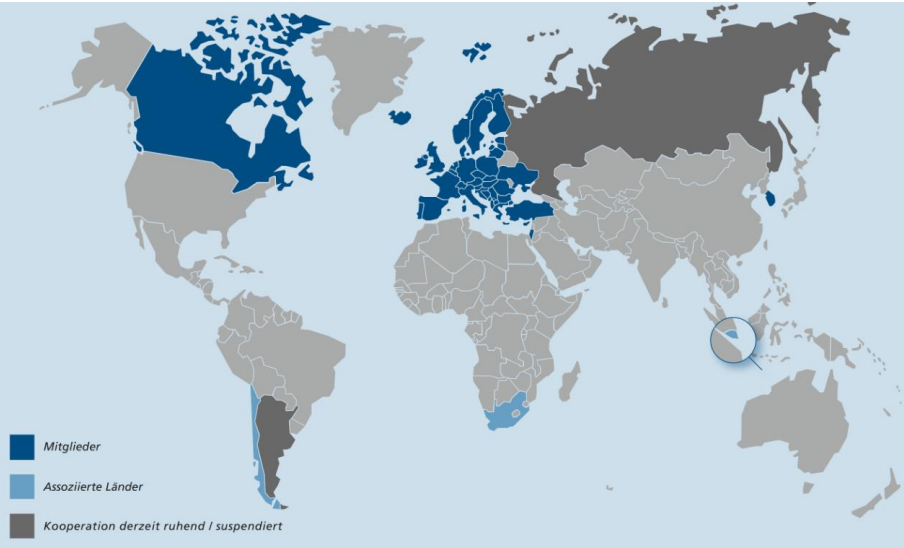 Mitglieder
Assoziierte Länder
Kooperation derzeit ruhend / suspendiert